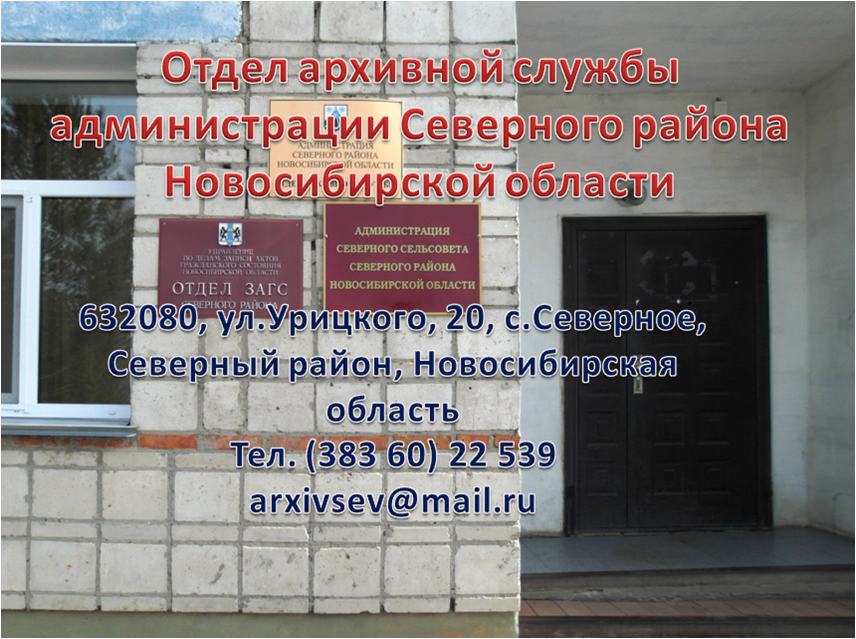 Отдел архивной службы
администрации Северного района
Новосибирской области
АДМИНИСТРАЦИЯ
СЕВЕРНОГО РАЙОНА
НОВОСИБИРСКОЙ ОБЛАСТИ
УПРАВЛЕНИЕ
ПО ДЕЛАМ ЗАПИСИ АКТОВ
ГРАЖДАНСКОГО СОСТОЯНИЯ
НОВОСИБИРСКОЙ ОБЛАСТИ
ОТДЕЛ ЗАГС
СЕВЕРНОГО РАЙОНА
АДМИНИСТРАЦИЯ
СЕВЕРНОГО СЕЛЬСОВЕТА
СЕВЕРНОГО РАЙОНА
НОВОСИБИРСКОЙ ОБЛАСТИ
632080, ул.Урицкого, 20, с.Северное,
Северный район, Новосибирская
область
Тел. (383 60) 22 539
arxivsev@mail.ru